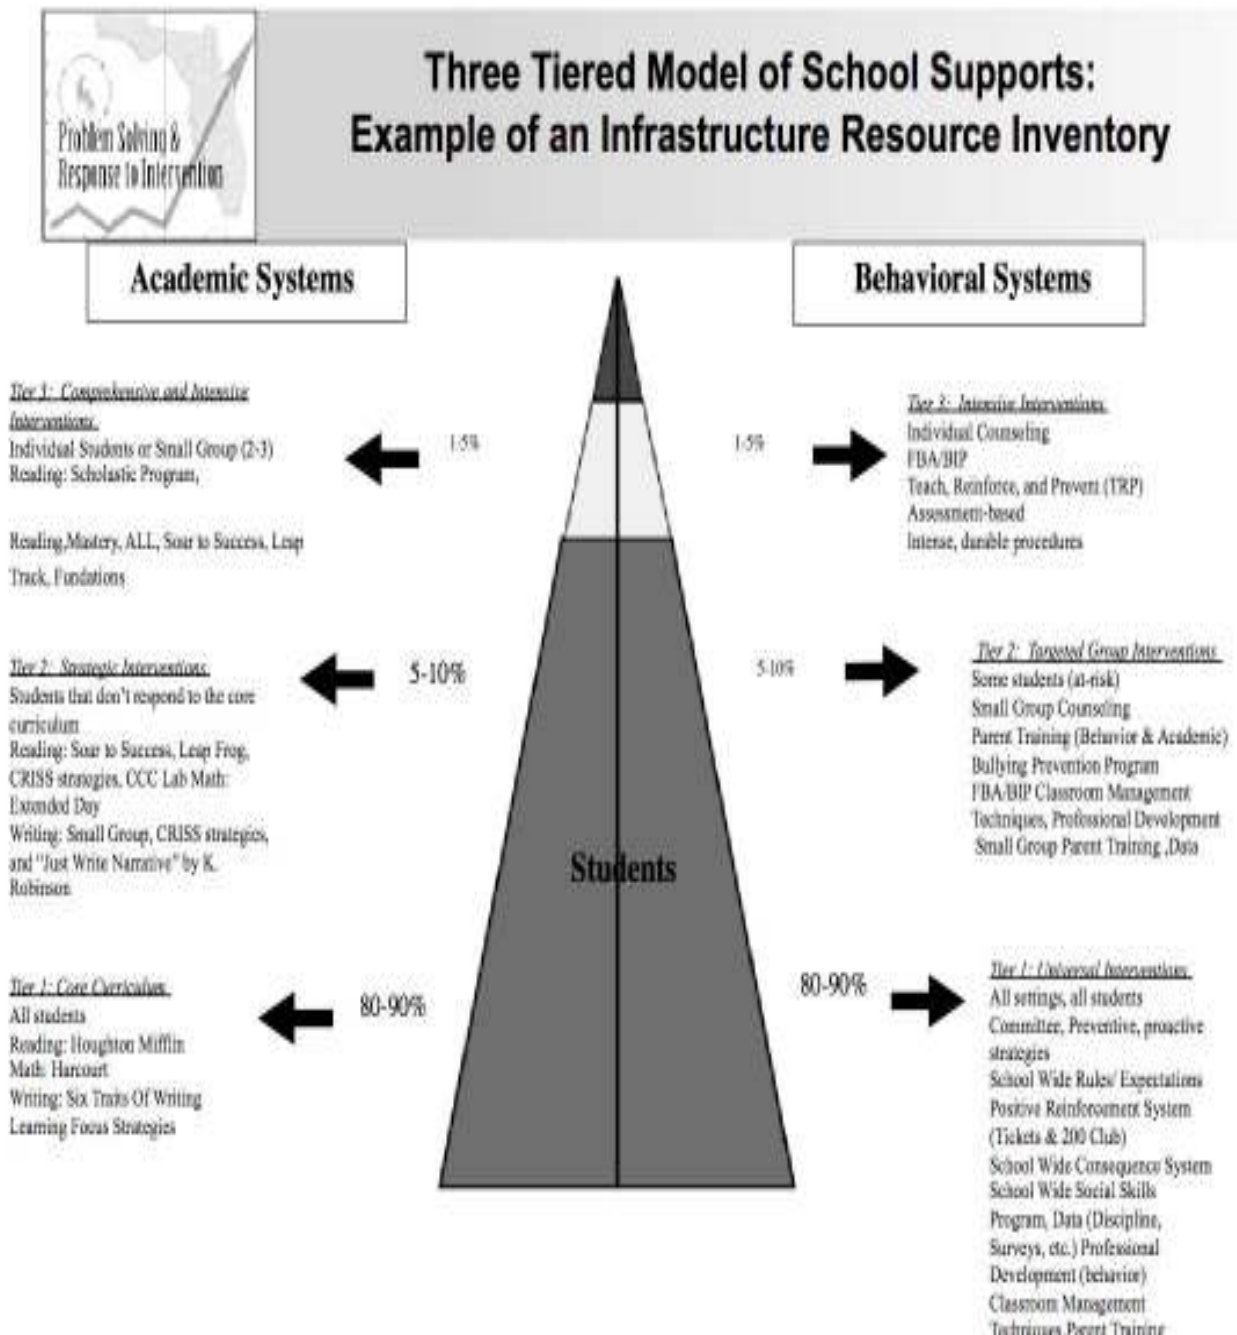 Problem Solving &
Response to Intervention
Three Tiered Model of School Supports:
Example of an Infrastructure Resource Inventory
Academic Systems
Behavioral Systems
Tier 3: Comprehensive and Intensive
Interventions
Individual Students or Small Group (2-3)
Reading: Scholastic Program,
Reading,Mastery, ALL, Soar to Success, Leap
Track, Fundations
1-5%
1-5%
Tier 3: Intensive Interventions
Individual Counseling
FBA/BIP
Teach, Reinforce, and Prevent (TRP)
Assessment-based
Intense, durable procedures
Tier 2: Strategic Interventions
Students that don't respond to the core
curriculum
Reading: Soar to Success, Leap Frog,
CRISS strategies, CCC Lab Math:
Extended Day
Writing: Small Group, CRISS strategies,
and "Just Write Narrative" by K.
Robinson
5-10%
5-10%
Tier 2: Targeted Group Interventions
Some students (at-risk)
Small Group Counseling
Parent Training (Behavior & Academic)
Bullying Prevention Program
FBA/BIP Classroom Management
Techniques, Professional Development
Small Group Parent Training ,Data
Students
Tier 1: Core Curriculum
All students
Reading: Houghton Mifflin
Math: Harcourt
Writing: Six Traits Of Writing
Learning Focus Strategies
80-90%
80-90%
Tier 1: Universal Interventions
All settings, all students
Committee, Preventive, proactive
strategies
School Wide Rules/ Expectations
Positive Reinforcement System
(Tickets & 200 Club)
School Wide Consequence System
School Wide Social Skills
Program, Data (Discipline,
Surveys, etc.) Professional
Development (behavior)
Classroom Management
Techniques Parent Training